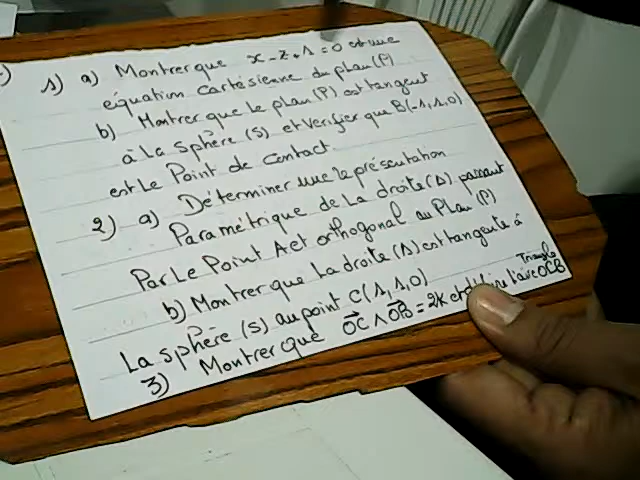 1) a) Montrer que x - z + 1 = 0 est une
équation cartésienne du plan (P)
b) Montrer que le plan (P) est tangent
à la sphère (S) et vérifier que B(-1,1,0)
est le Point de contact.
2) a) Déterminer une représentation
Paramétrique de la droite (Δ) passant
Par le Point A et orthogonal au Plan (P)
b) Montrer que la droite (Δ) est tangente à
La sphère (S) au point C(1,1,0)
3) Montrer que OC ∧ OB = 2K et déduire l'aire Triangle OCB